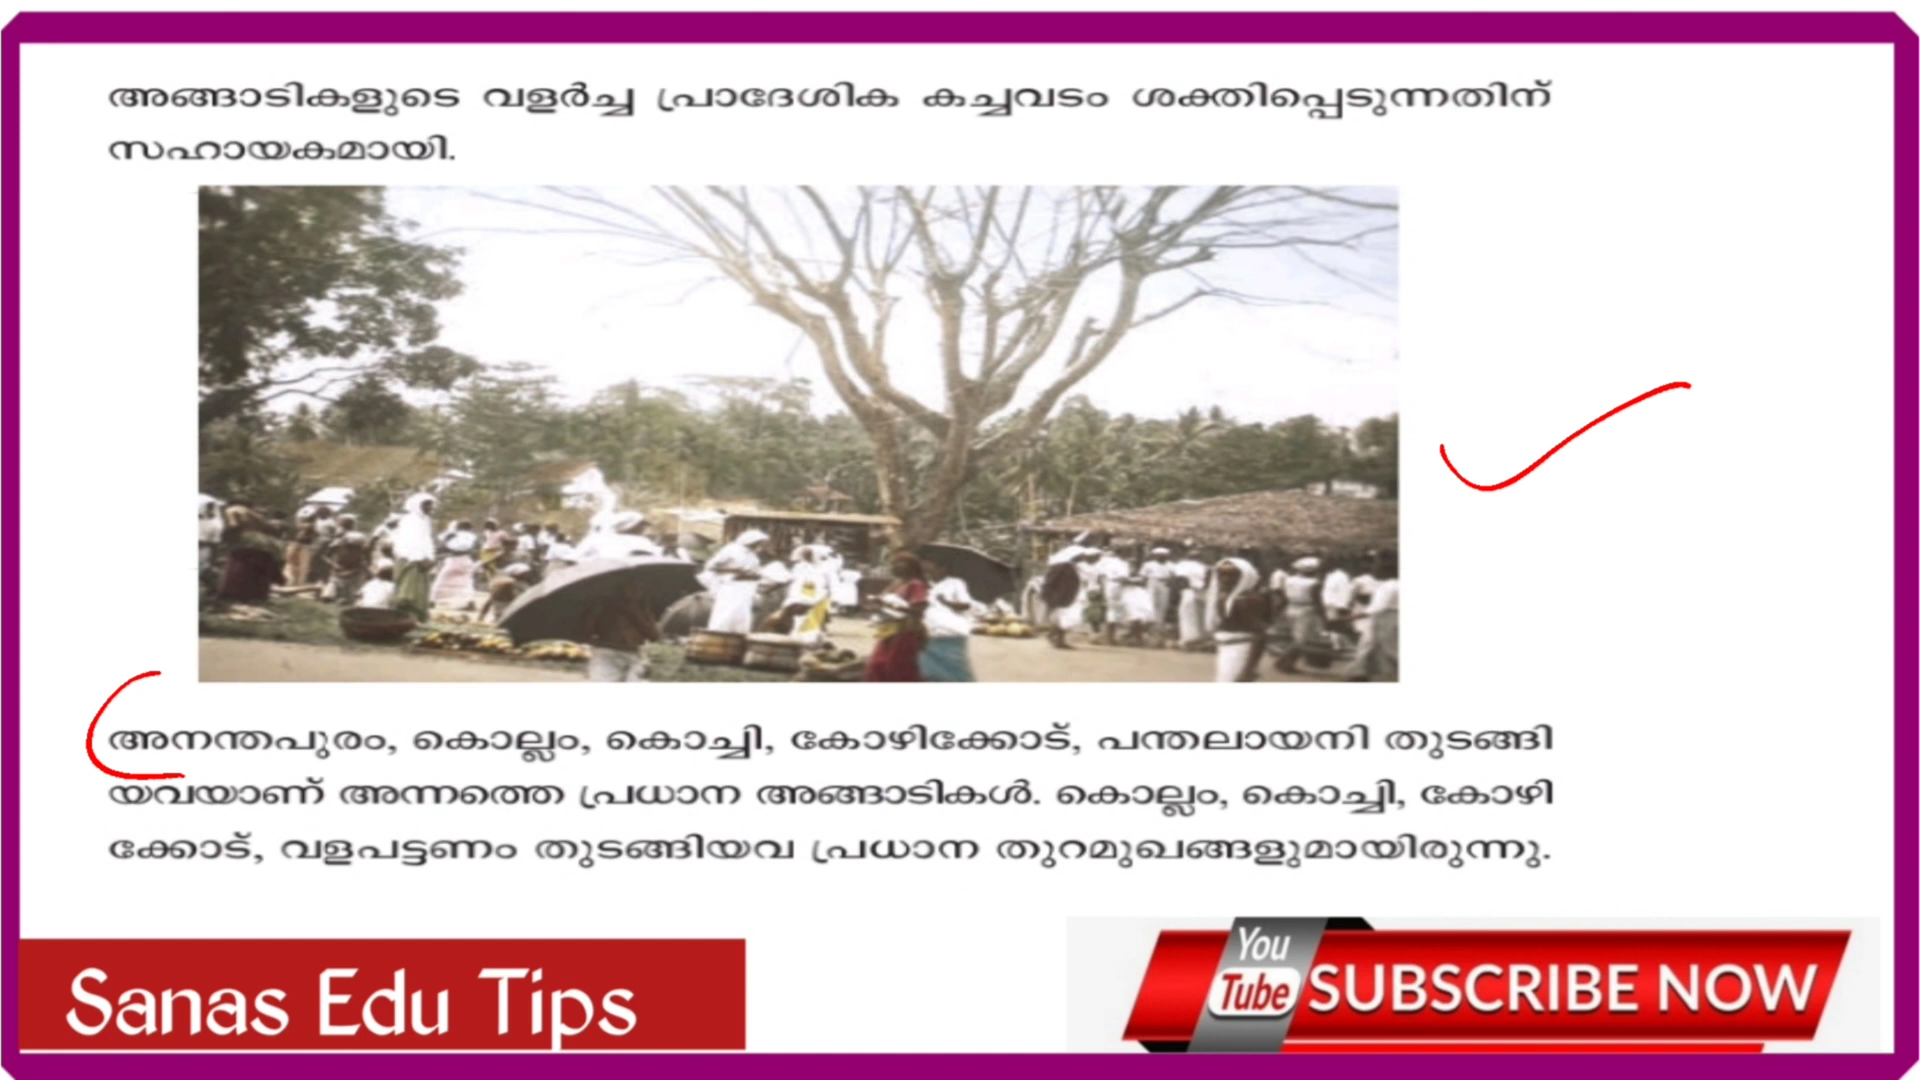 അങ്ങാടികളുടെ വളർച്ച പ്രാദേശിക കച്ചവടം ശക്തിപ്പെടുന്നതിന്
സഹായകമായി.
അനന്തപുരം, കൊല്ലം, കൊച്ചി, കോഴിക്കോട്, പന്തലായനി തുടങ്ങി
യവയാണ് അന്നത്തെ പ്രധാന അങ്ങാടികൾ. കൊല്ലം, കൊച്ചി, കോഴി
ക്കോട്, വളപട്ടണം തുടങ്ങിയവ പ്രധാന തുറമുഖങ്ങളുമായിരുന്നു.
Sanas Edu Tips
You
Tube SUBSCRIBE NOW